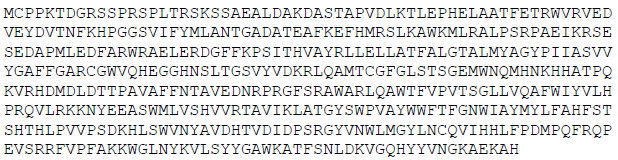 MCPPKTDGRSSPRSPLTRSKSSAEALDAKDASTAPVDLKTLEPHELAATFETRWVRVED
VEYDVTNFKHPGGSVIFYMLANTGADATEAFKEFHMRSLKAWKMLRALPSRPAEIKRSE
SEDAPMLEDFARWRAELERDGFFKPSITHVAYRLLELLATFALGTALMYAGYPIIASVV
YGAFFGARCGWVQHEGGHNSLTGSVYVDKRLQAMTCGFGLSTSGEMWNQMHNKHHATPQ
KVRHDMDLDTTPAVAFFNTAVEDNRPRGFSRAWARLQAWTFVPVTSGLLVQAFWIYVLH
PRQVLRKKNYEEASWMLVSHVVRTAVIKLATGYSWPVAYWWFTFGNWIAYMYLFAHFST
SHTHLPVVPSDKHLSWVNYAVDHTVDIDPSRGYVNWLMGYLNCQVIHHLFPDMPQFRQP
EVSRRFVPFAKKWGLNYKVLSYYGAWKATFSNLDKVGQHYYVNGKAEKAH